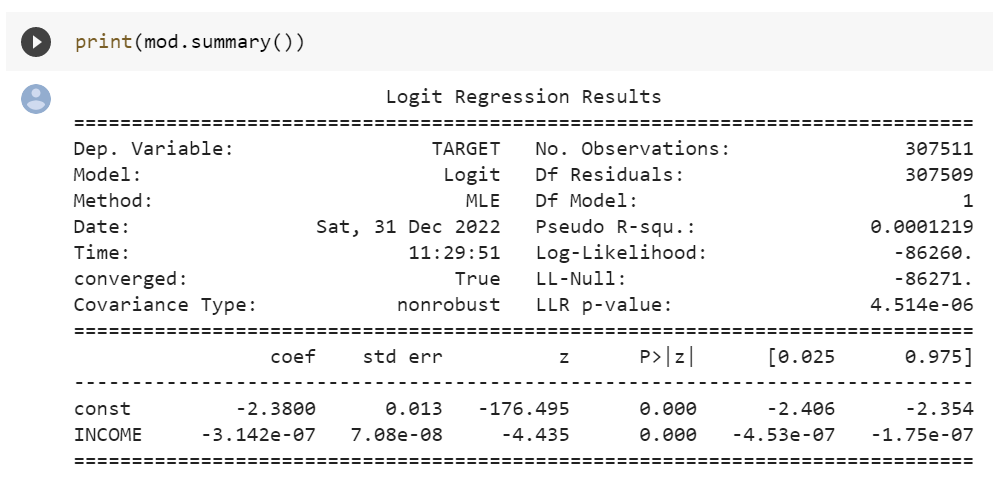 print(mod.summary())
Logit Regression Results
==============================================================================
Dep. Variable:                 TARGET   No. Observations:               307511
Model:                          Logit   Df Residuals:                   307509
Method:                           MLE   Df Model:                            1
Date:                Sat, 31 Dec 2022   Pseudo R-squ.:               0.0001219
Time:                        11:29:51   Log-Likelihood:                -86260.
converged:                       True   LL-Null:                       -86271.
Covariance Type:            nonrobust   LLR p-value:                 4.514e-06
==============================================================================
                 coef    std err          z      P>|z|      [0.025      0.975]
------------------------------------------------------------------------------
const         -2.3800      0.013   -176.495      0.000      -2.406      -2.354
INCOME     -3.142e-07   7.08e-08     -4.435      0.000   -4.53e-07   -1.75e-07
==============================================================================